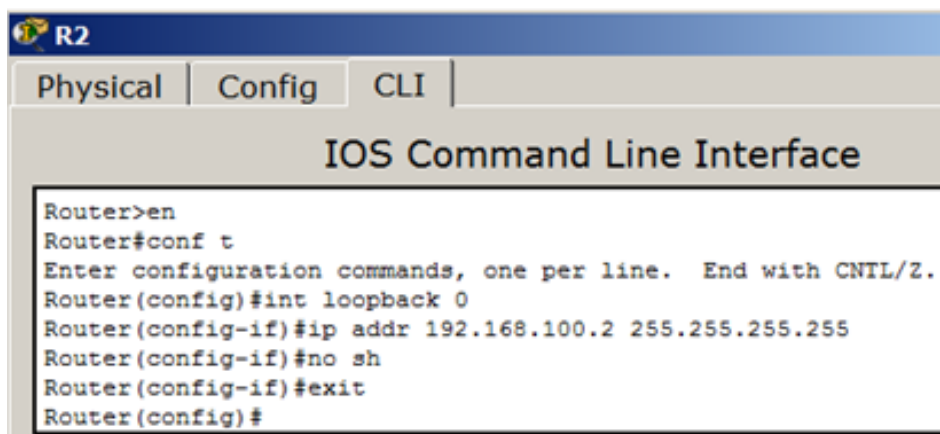 R2
Physical Config CLI
IOS Command Line Interface
Router>en
Router#conf t
Enter configuration commands, one per line.  End with CNTL/Z.
Router(config)#int loopback 0
Router(config-if)#ip addr 192.168.100.2 255.255.255.255
Router(config-if)#no sh
Router(config-if)#exit
Router(config)#